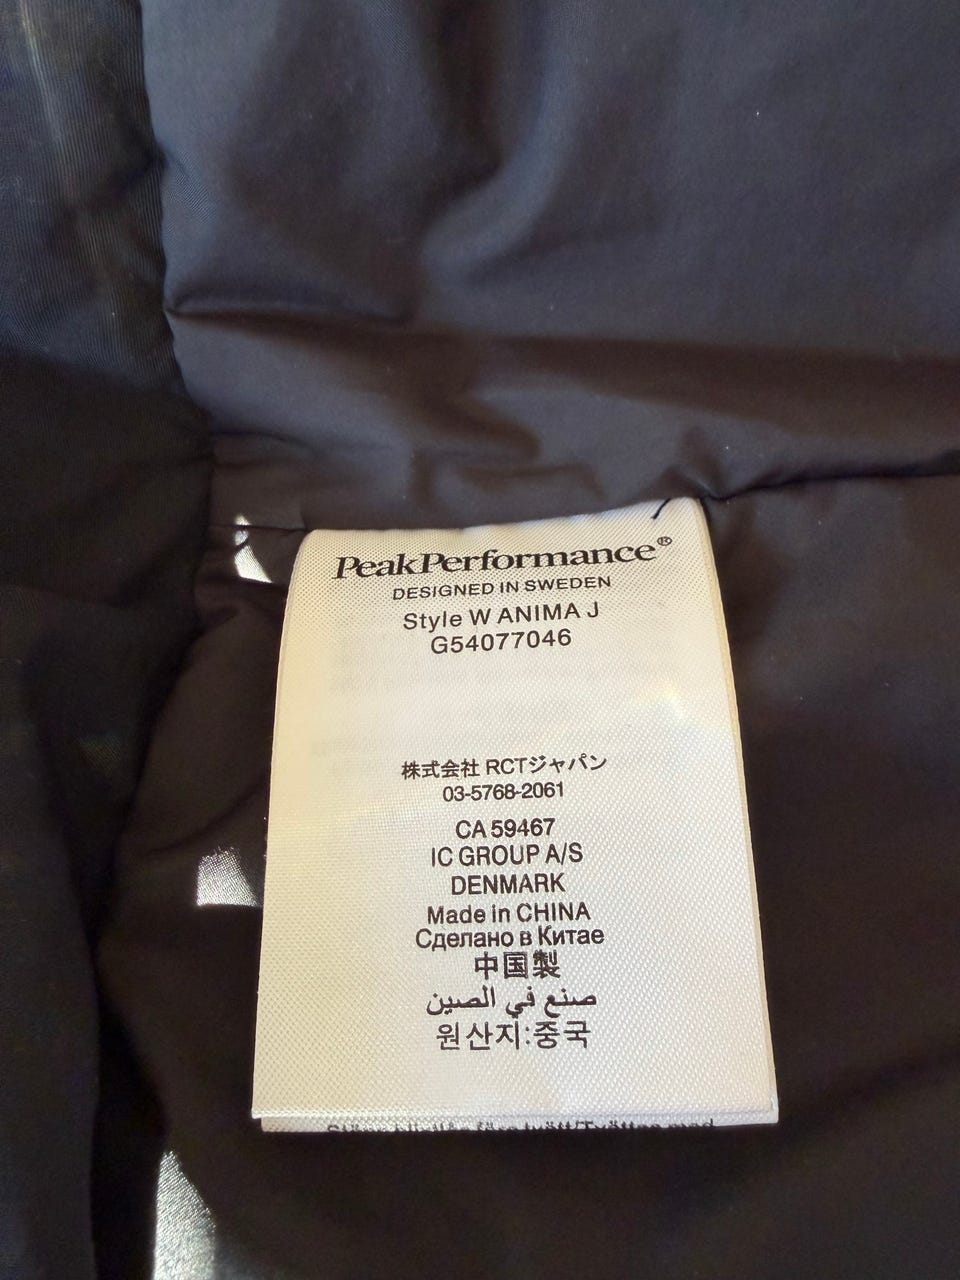 PeakPerformance®
DESIGNED IN SWEDEN
Style W ANIMA J
G54077046
株式会社 RCTジャパン
03-5768-2061
CA 59467
IC GROUP A/S
DENMARK
Made in CHINA
Сделано в Китае
中国製
صنع في الصين
원산지:중국